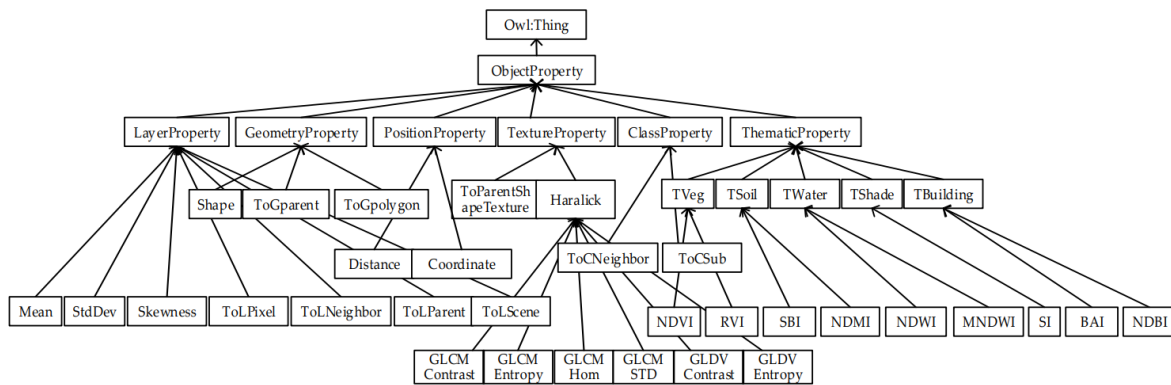 Owl:Thing
ObjectProperty
LayerProperty
GeometryProperty
PositionProperty
TextureProperty
ClassProperty
ThematicProperty
Shape
ToGparent
ToGpolygon
ToParentSh
apeTexture
Haralick
TVeg
TSoil
TWater
TShade
TBuilding
Distance
Coordinate
ToCNeighbor
ToCSub
Mean
StdDev
Skewness
ToLPixel
ToLNeighbor
ToLParent
ToLScene
NDVI
RVI
SBI
NDMI
NDWI
MNDWI
SI
BAI
NDBI
GLCM
Contrast
GLCM
Entropy
GLCM
Hom
GLCM
STD
GLDV
Contrast
GLDV
Entropy